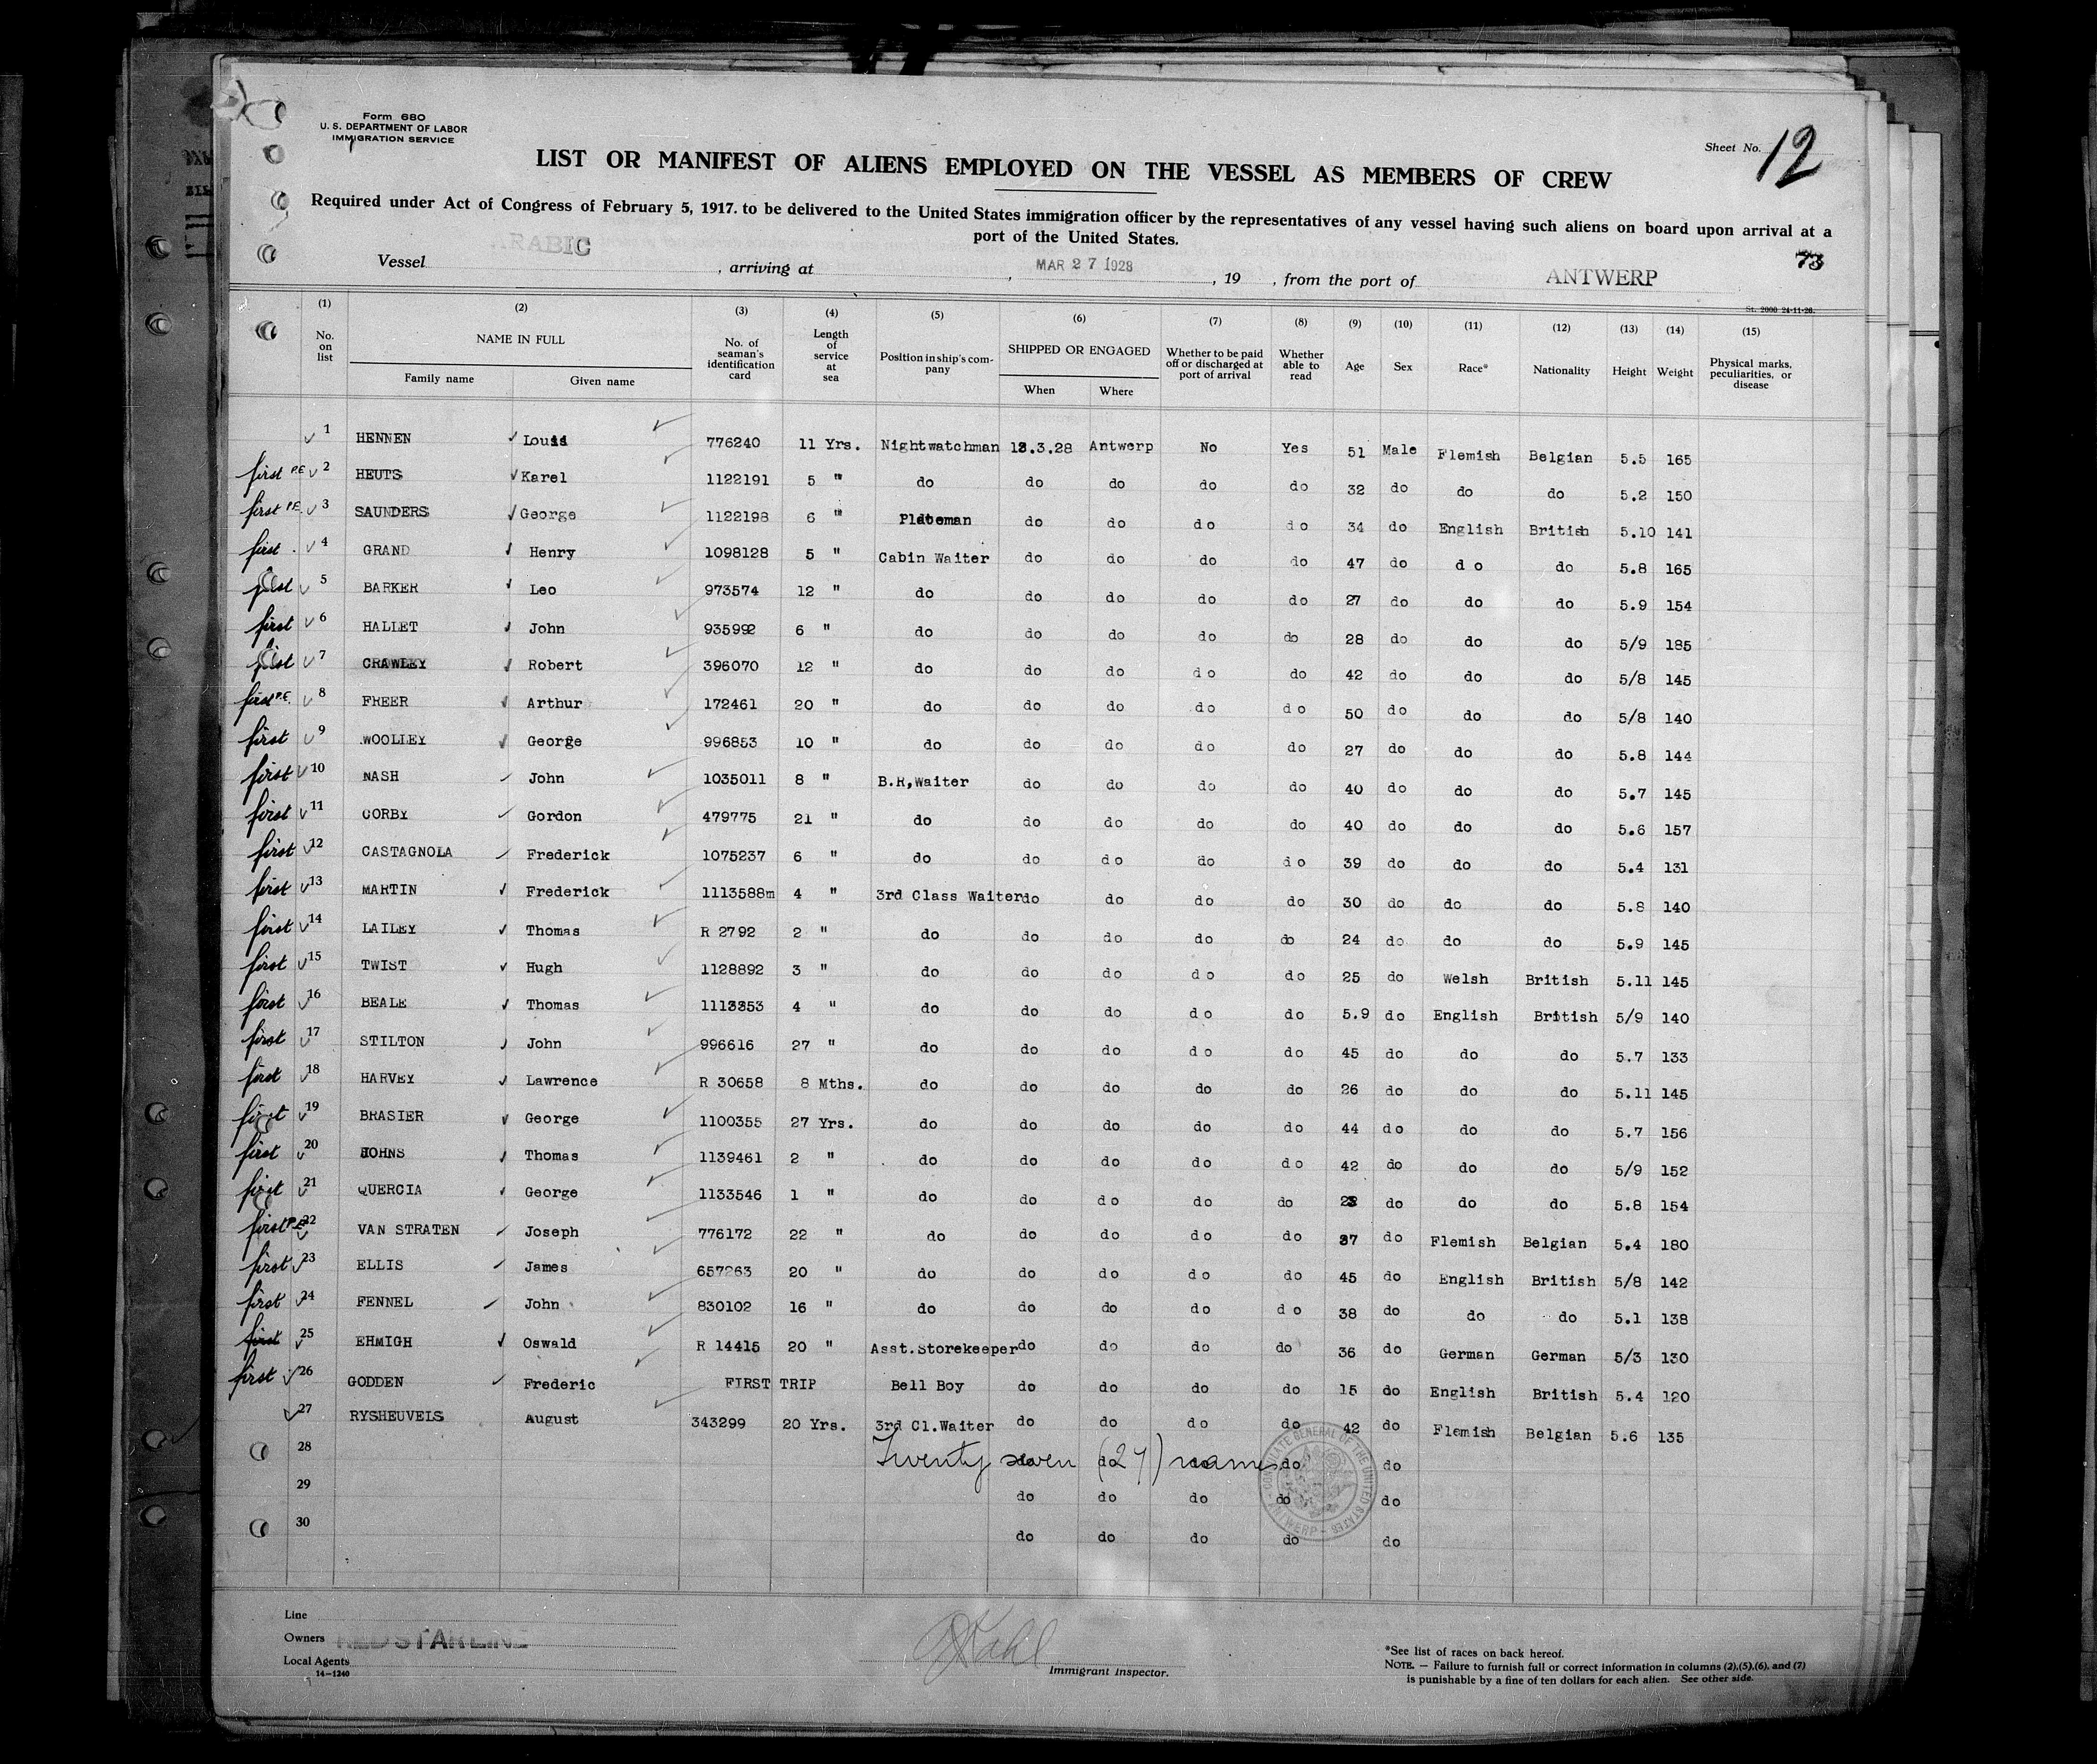 Form 680
U. S. DEPARTMENT OF LABOR
IMMIGRATION SERVICE
Sheet No. 12
LIST OR MANIFEST OF ALIENS EMPLOYED ON THE VESSEL AS MEMBERS OF CREW
Required under Act of Congress of February 5, 1917. to be delivered to the United States immigration officer by the representatives of any vessel having such aliens on board upon arrival at a
port of the United States.
73
Vessel ARABIC , arriving at , MAR 27 1928 , 19 , from the port of ANTWERP
St. 2000 24-11-26.
(1) (2) (3) (4) (5) (6) (7) (8) (9) (10) (11) (12) (13) (14) (15)
No. on list NAME IN FULL Family name Given name No. of seaman's identification card Length of service at sea Position in ship's company SHIPPED OR ENGAGED When Where Whether to be paid off or discharged at port of arrival Whether able to read Age Sex Race* Nationality Height Weight Physical marks, peculiarities, or disease
1 HENNEN Louis 776240 11 Yrs. Nightwatchman 12.3.28 Antwerp No Yes 51 Male Flemish Belgian 5.5 165
first P.E. 2 HEUTS Karel 1122191 5 " do do do do do 32 do do do 5.2 150
first P.E. 3 SAUNDERS George 1122198 6 " Plateman do do do do 34 do English British 5.10 141
first 4 GRAND Henry 1098128 5 " Cabin Waiter do do do do 47 do do do 5.8 165
first 5 BARKER Leo 973574 12 " do do do do do 27 do do do 5.9 154
first 6 HALLET John 935992 6 " do do do do do 28 do do do 5/9 185
first 7 CRAWLEY Robert 396070 12 " do do do do do 42 do do do 5/8 145
first P.E. 8 FREER Arthur 172461 20 " do do do do do 50 do do do 5/8 140
first 9 WOOLLEY George 996853 10 " do do do do do 27 do do do 5.8 144
first 10 NASH John 1035011 8 " B.R,Waiter do do do do 40 do do do 5.7 145
first 11 CORBY Gordon 479775 21 " do do do do do 40 do do do 5.6 157
first 12 CASTAGNOLA Frederick 1075237 6 " do do do do do 39 do do do 5.4 131
first 13 MARTIN Frederick 1113588m 4 " 3rd Class Waiter do do do do 30 do do do 5.8 140
first 14 LAILEY Thomas R 2792 2 " do do do do do 24 do do do 5.9 145
first 15 TWIST Hugh 1128892 3 " do do do do do 25 do Welsh British 5.11 145
first 16 BEALE Thomas 1113353 4 " do do do do do 5.9 do English British 5/9 140
first 17 STILTON John 996616 27 " do do do do do 45 do do do 5.7 133
first 18 HARVEY Lawrence R 30658 8 Mths. do do do do do 26 do do do 5.11 145
first 19 BRASIER George 1100355 27 Yrs. do do do do do 44 do do do 5.7 156
first 20 JOHNS Thomas 1139461 2 " do do do do do 42 do do do 5/9 152
first 21 QUERCIA George 1133546 1 " do do do do do do do do 5.8 154
first P.E. 22 VAN STRATEN Joseph 776172 22 " do do do do do 37 do Flemish Belgian 5.4 180
first 23 ELLIS James 657263 20 " do do do do do 45 do English British 5/8 142
first 24 FENNEL John 830102 16 " do do do do do 38 do do do 5.1 138
first 25 EHMIGH Oswald R 14415 20 " Asst.Storekeeper do do do do 36 do German German 5/3 130
first 26 GODDEN Frederic FIRST TRIP Bell Boy do do do do 15 do English British 5.4 120
27 RYSHEUVELS August 343299 20 Yrs. 3rd Cl.Waiter do do do do 42 do Flemish Belgian 5.6 135
28 Twenty seven (27) names do do do do do
29 do do do do do
30 do do do do do
CONSULATE GENERAL OF THE UNITED STATES ANTWERP
Line
Owners RED STAR LINE
Local Agents
14-1240
Kahl
Immigrant Inspector.
*See list of races on back hereof.
NOTE. — Failure to furnish full or correct information in columns (2),(5),(6), and (7)
is punishable by a fine of ten dollars for each alien. See other side.